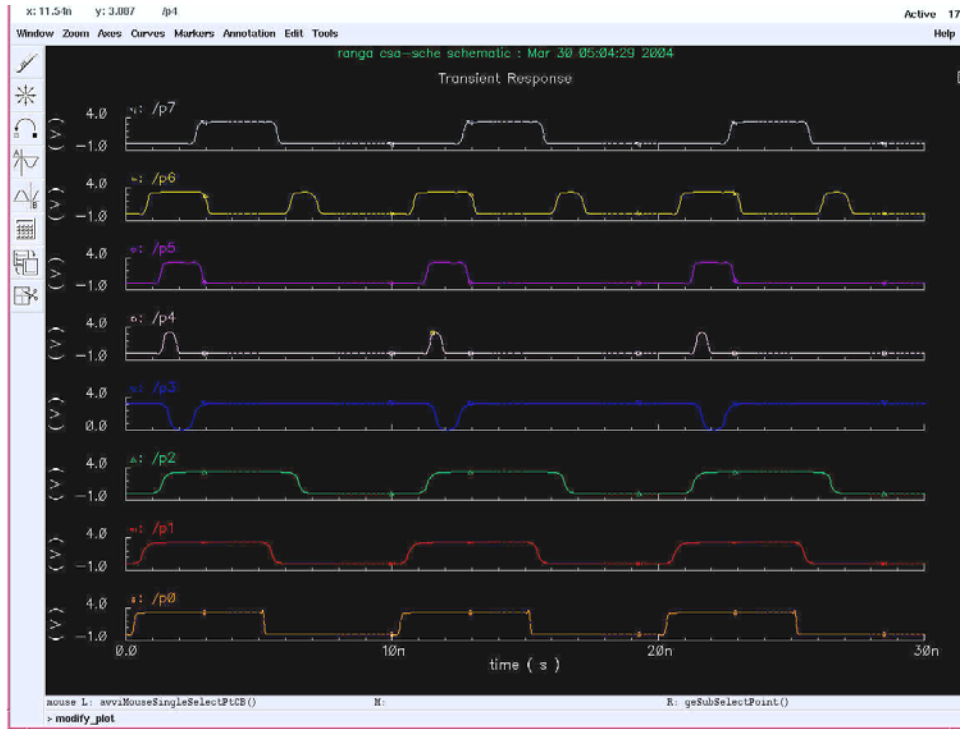 x: 11.54n y: 3.087 /p4
Active 17
Window Zoom Axes Curves Markers Annotation Edit Tools Help
ranga csa-sche schematic : Mar 30 05:04:29 2004
Transient Response
/p7
4.0
(V)
-1.0
/p6
4.0
(V)
-1.0
/p5
4.0
(V)
-1.0
/p4
4.0
(V)
-1.0
/p3
4.0
(V)
0.0
/p2
4.0
(V)
-1.0
/p1
4.0
(V)
-1.0
/p0
4.0
(V)
-1.0
0.0 10n 20n 30n
time ( s )
mouse L: awviMouseSingleSelectPtCB() M: R: geSubSelectPoint()
> modify_plot